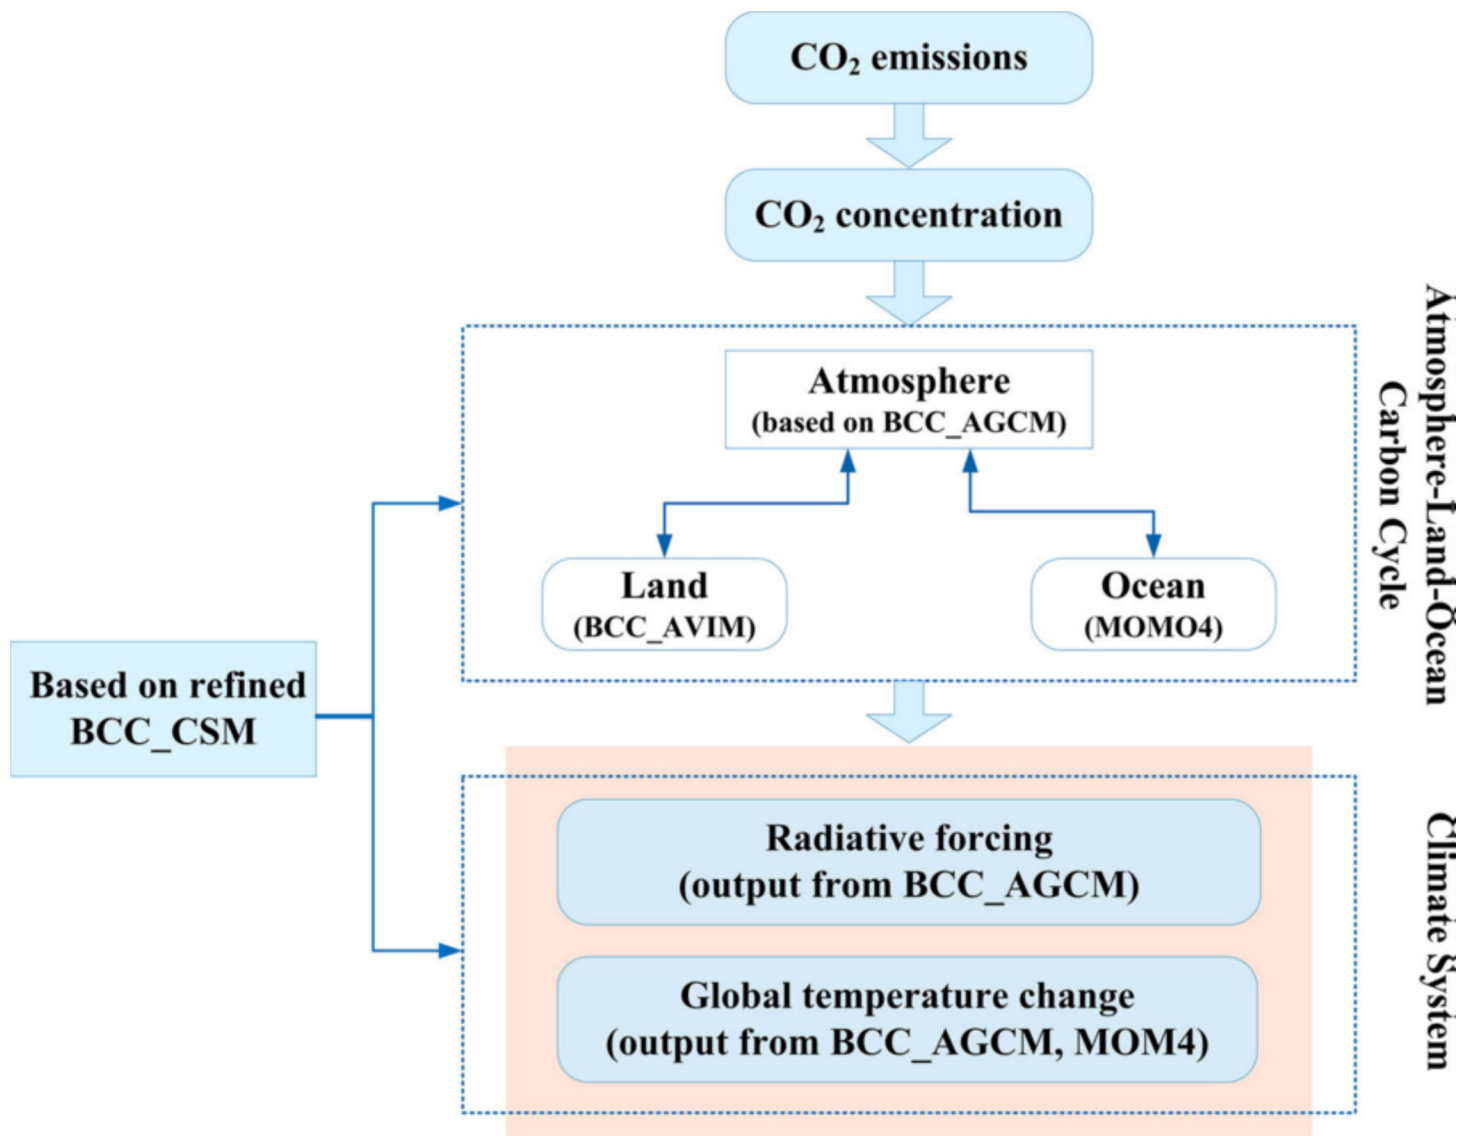 CO₂ emissions
CO₂ concentration
Atmosphere
(based on BCC_AGCM)
Land
(BCC_AVIM)
Ocean
(MOMO4)
Atmosphere-Land-Ocean
Carbon Cycle
Based on refined
BCC_CSM
Radiative forcing
(output from BCC_AGCM)
Global temperature change
(output from BCC_AGCM, MOM4)
Climate System